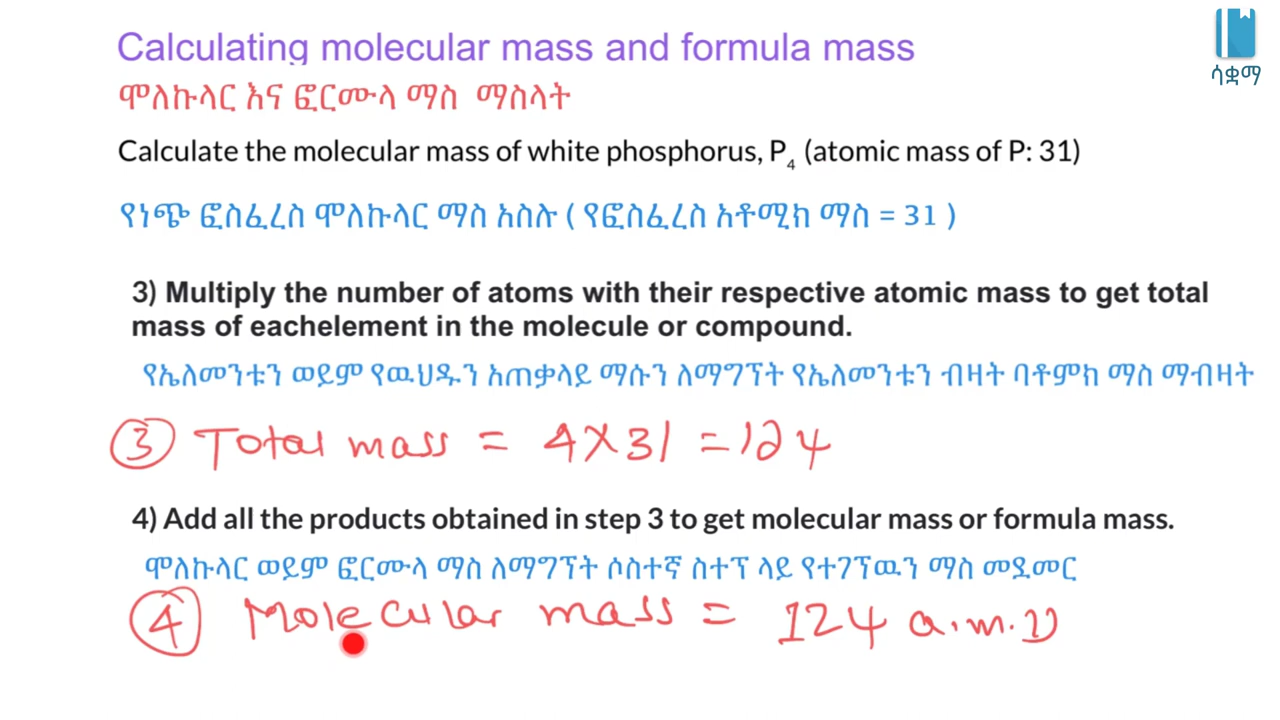 Calculating molecular mass and formula mass
ሳቋማ
ሞለኩላር እና ፎርሙላ ማስ ማስላት
Calculate the molecular mass of white phosphorus, P₄ (atomic mass of P: 31)
የነጭ ፎስፈረስ ሞለኩላር ማስ አስሉ ( የፎስፈረስ አቶሚክ ማስ = 31 )
3) Multiply the number of atoms with their respective atomic mass to get total
mass of eachelement in the molecule or compound.
የኤለመንቱን ወይም የዉህዱን አጠቃላይ ማሱን ለማግኘት የኤለመንቱን ብዛት ባቶምክ ማስ ማብዛት
③ Total mass = 4X31 = 124
4) Add all the products obtained in step 3 to get molecular mass or formula mass.
ሞለኩላር ወይም ፎርሙላ ማስ ለማግኘት ሶስተኛ ስተፕ ላይ የተገኘዉን ማስ መደመር
④ Molecular mass = 124 a.m.u